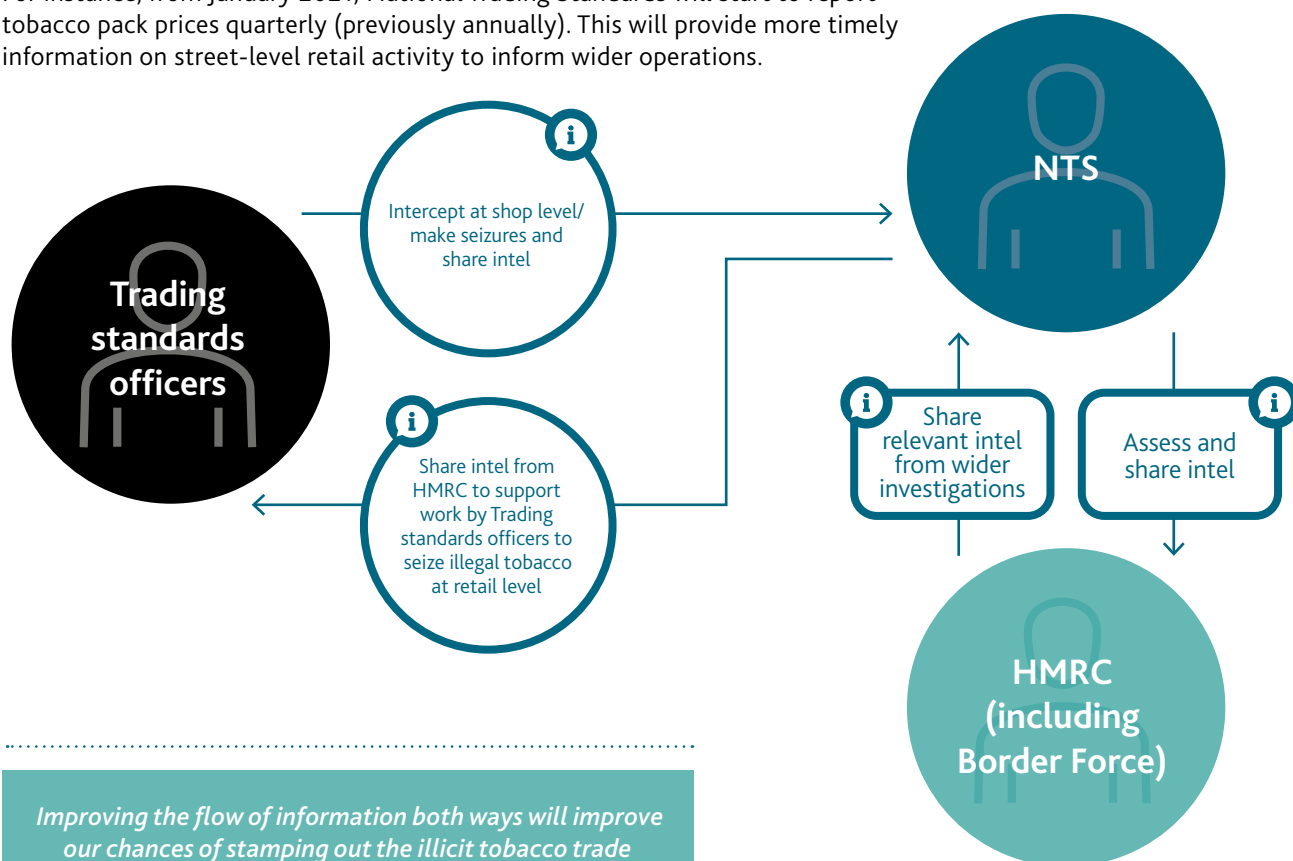 tobacco pack prices quarterly (previously annually). This will provide more timely
information on street-level retail activity to inform wider operations.
Trading
standards
officers
Intercept at shop level/
make seizures and
share intel
NTS
Share intel from
HMRC to support
work by Trading
standards officers to
seize illegal tobacco
at retail level
Share
relevant intel
from wider
investigations
Assess and
share intel
HMRC
(including
Border Force)
Improving the flow of information both ways will improve
our chances of stamping out the illicit tobacco trade